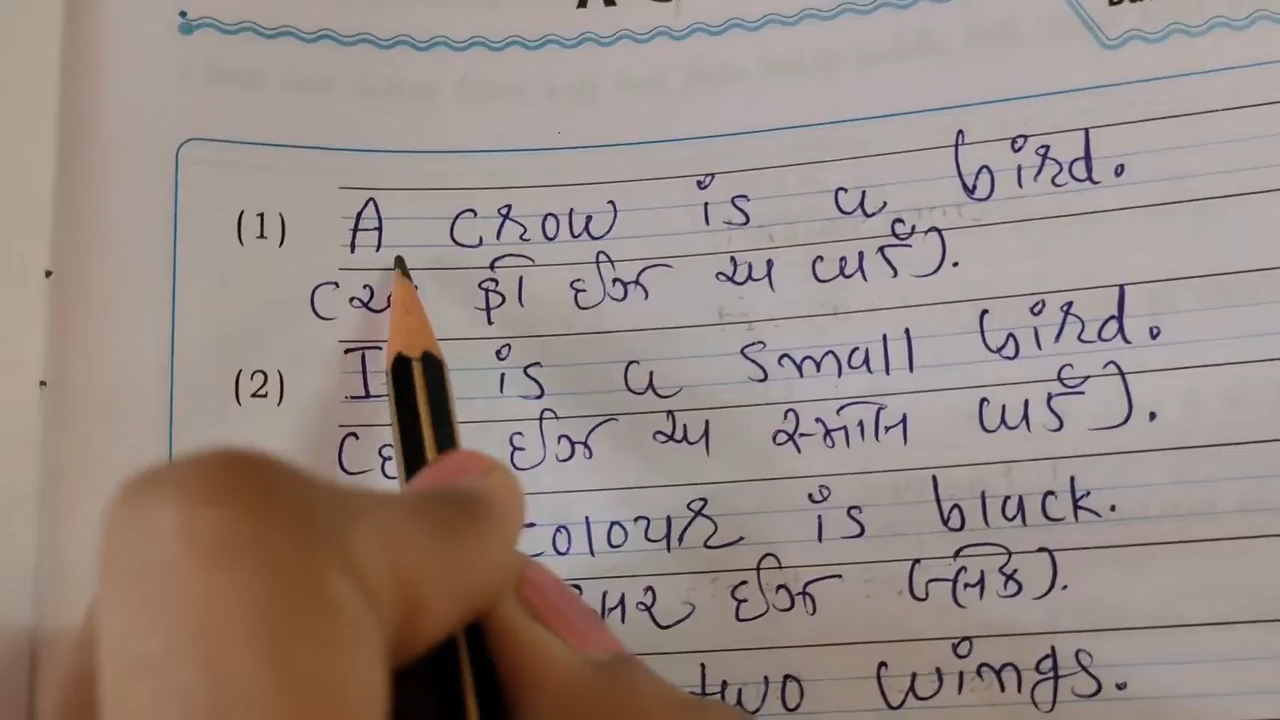 (1) A crow is a bird.
ક્રો ઈઝ અ બર્ડ).
(2) is a small bird.
ઈઝ અ સ્મોલ બર્ડ).
colour is black.
ઈઝ બ્લેક).
two wings.